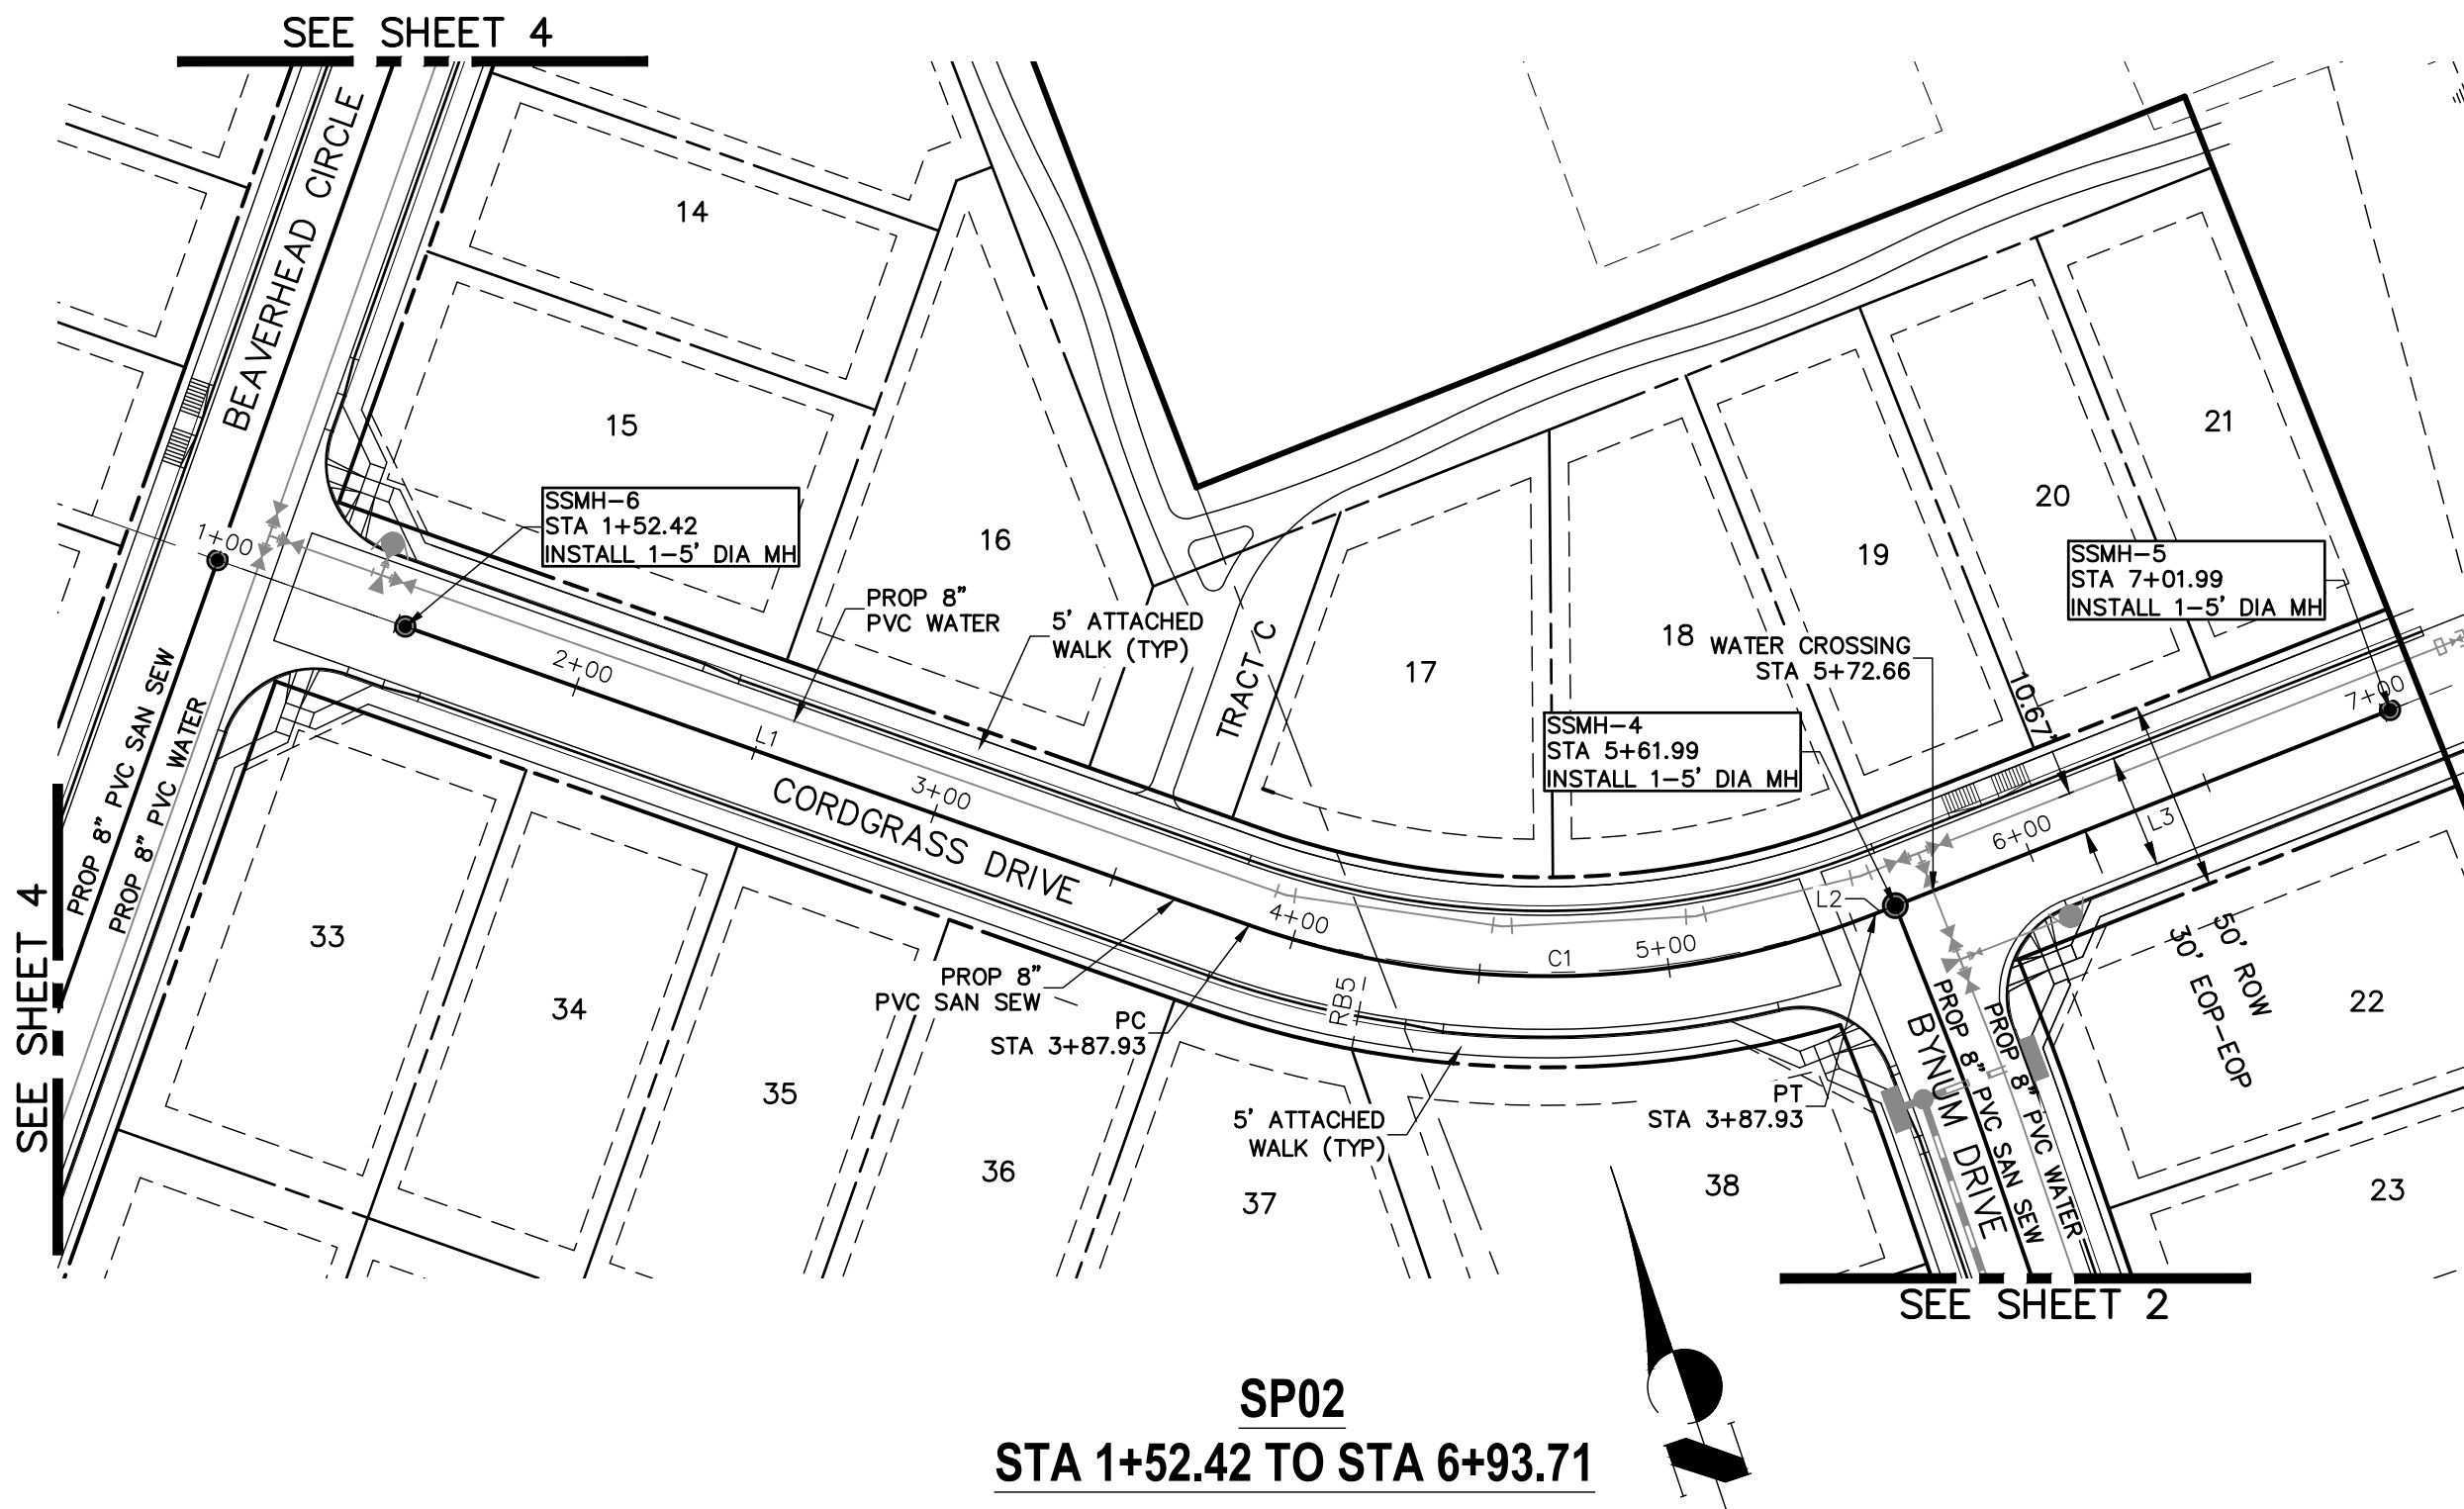 SEE SHEET 4
BEAVERHEAD CIRCLE
14
15
16
17
18
19
20
21
1+00
SSMH-6
STA 1+52.42
INSTALL 1-5' DIA MH
PROP 8"
PVC WATER
5' ATTACHED
WALK (TYP)
TRACT C
WATER CROSSING
STA 5+72.66
SSMH-5
STA 7+01.99
INSTALL 1-5' DIA MH
SSMH-4
STA 5+61.99
INSTALL 1-5' DIA MH
10.67'
7+00
2+00
L1
3+00
CORDGRASS DRIVE
4+00
C1
5+00
L2
6+00
L3
PROP 8" PVC SAN SEW
PROP 8" PVC WATER
SEE SHEET 4
33
34
35
36
37
38
22
23
PROP 8"
PVC SAN SEW
PC
STA 3+87.93
RB5
5' ATTACHED
WALK (TYP)
PT
STA 3+87.93
50' ROW
30' EOP-EOP
BYNUM DRIVE
PROP 8" PVC SAN SEW
PROP 8" PVC WATER
SEE SHEET 2
SP02
STA 1+52.42 TO STA 6+93.71